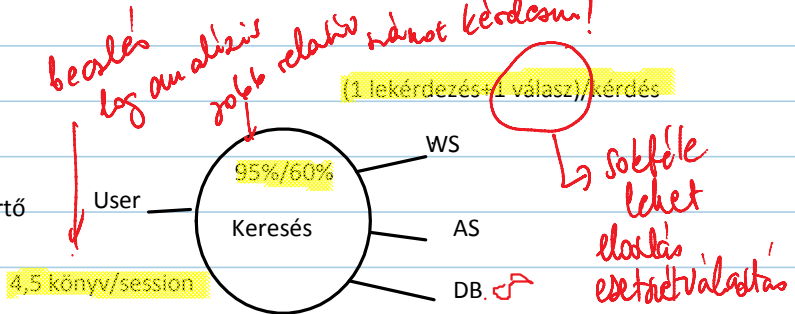 becslés
log analízis
jobb relatív számot kérdezni!
(1 lekérdezés+1 válasz)/kérdés
95%/60%
WS
User
Keresés
AS
4,5 könyv/session
DB
sokféle
lehet
eloszlás
esetszétválasztás
rtő